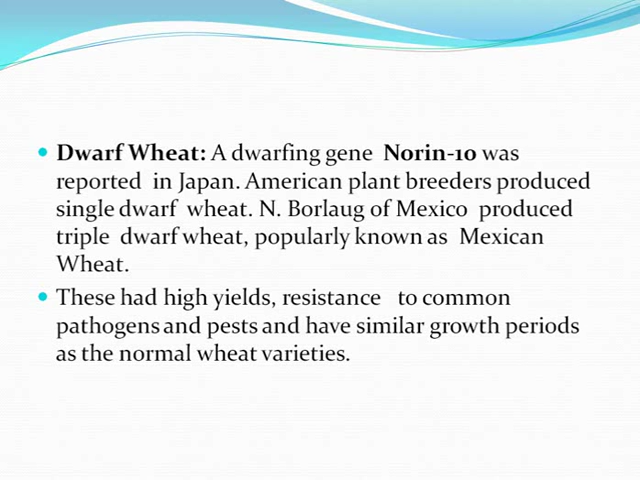 • Dwarf Wheat: A dwarfing gene Norin-10 was
reported in Japan. American plant breeders produced
single dwarf wheat. N. Borlaug of Mexico produced
triple dwarf wheat, popularly known as Mexican
Wheat.
• These had high yields, resistance to common
pathogens and pests and have similar growth periods
as the normal wheat varieties.